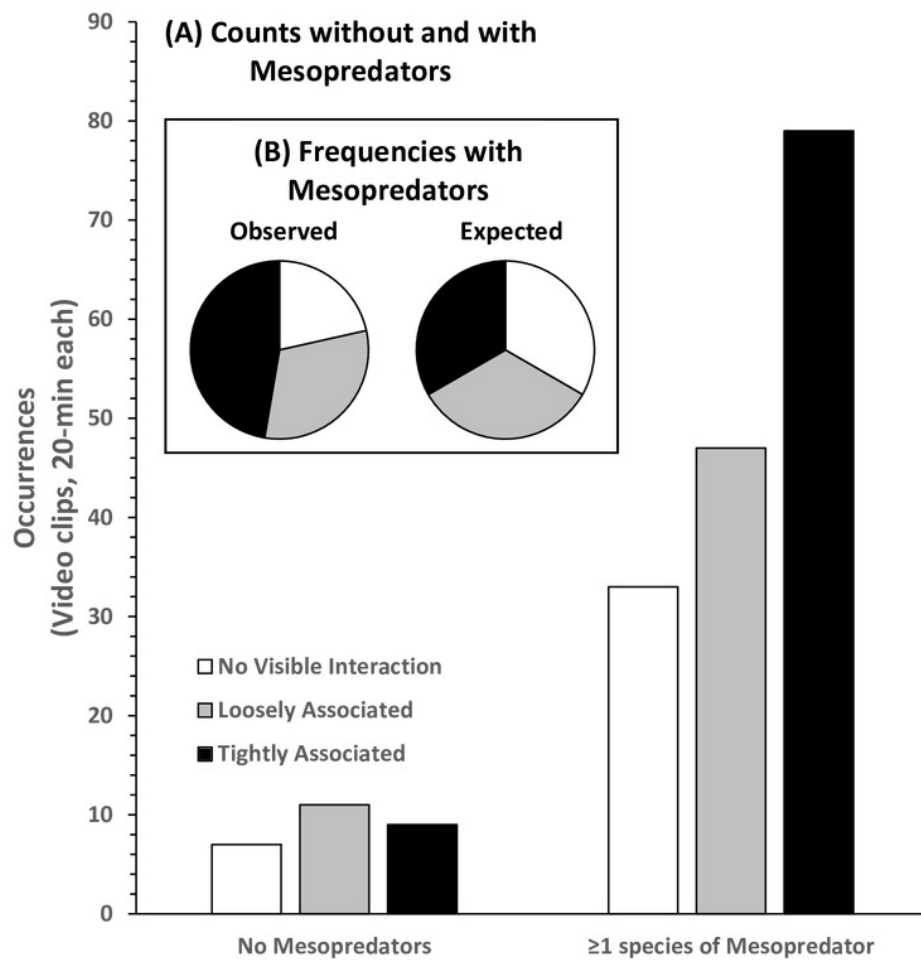 (A) Counts without and with
Mesopredators
(B) Frequencies with
Mesopredators
Observed
Expected
90
80
70
60
50
40
30
20
10
0
Occurrences
(Video clips, 20-min each)
No Visible Interaction
Loosely Associated
Tightly Associated
No Mesopredators
≥1 species of Mesopredator